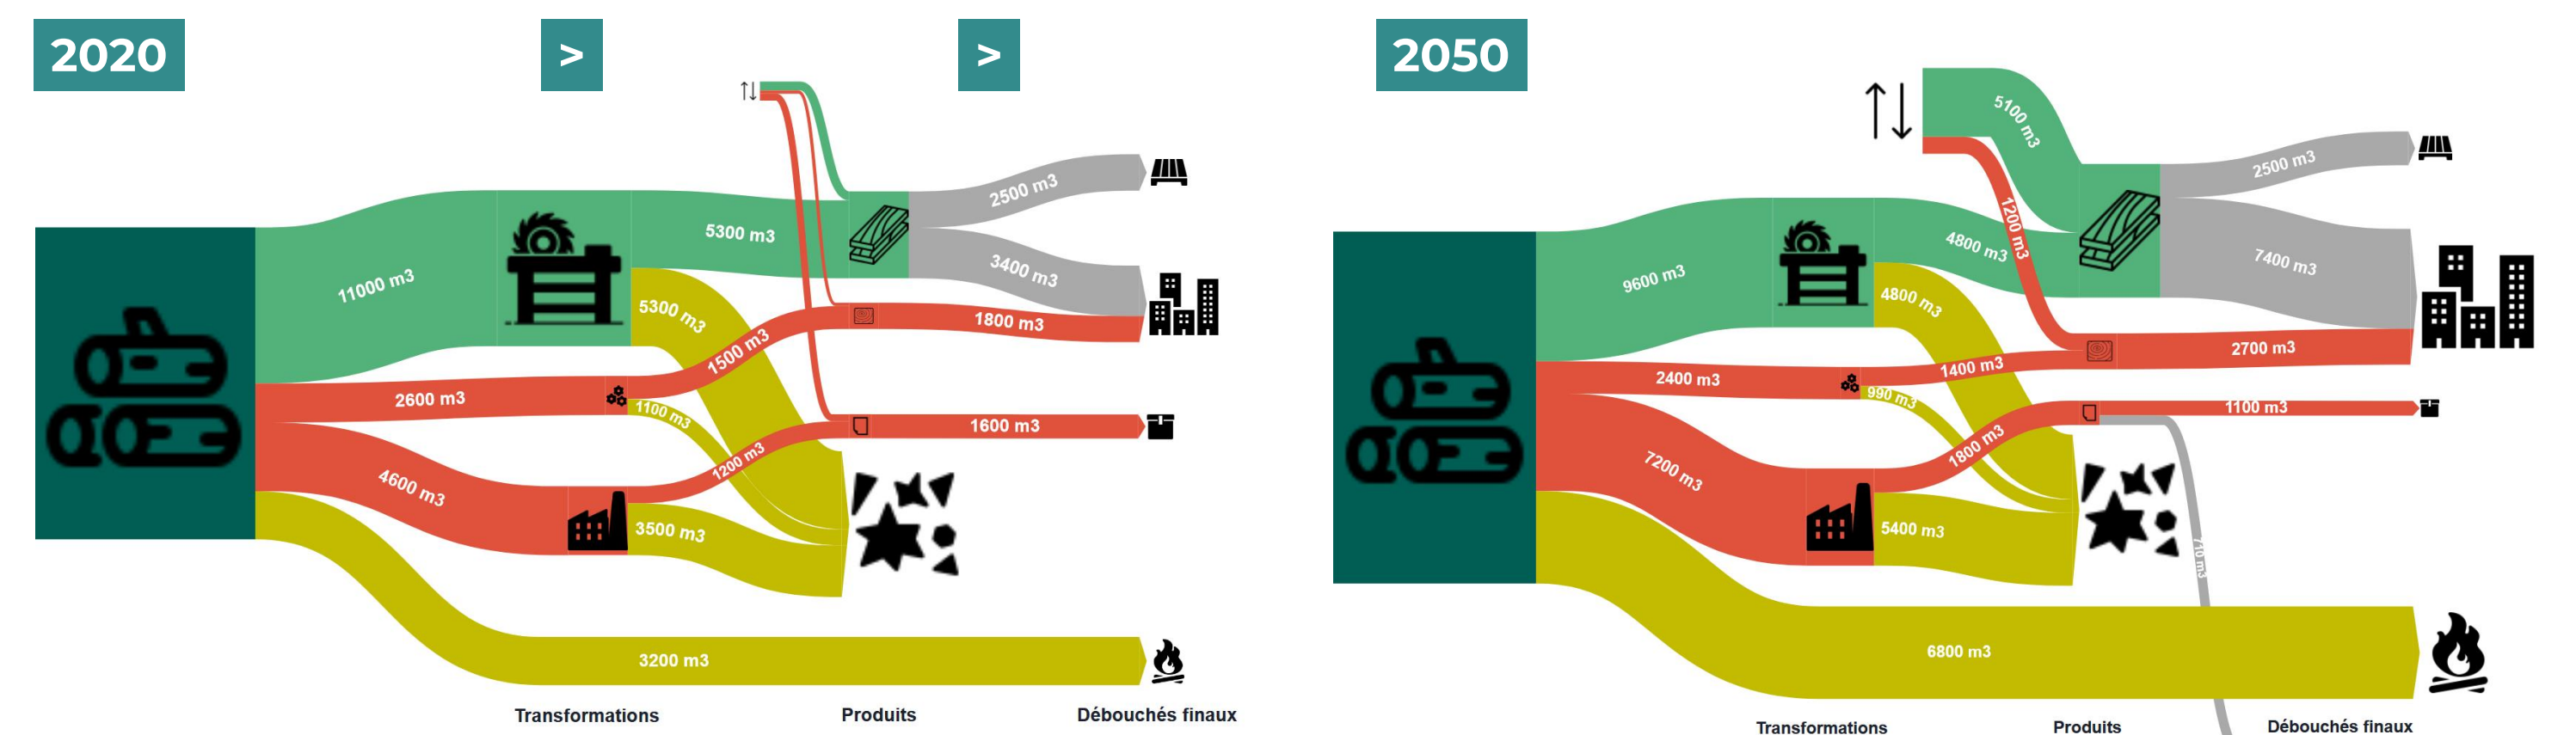 2020
>
>
11000 m3
5300 m3
5300 m3
2500 m3
3400 m3
2600 m3
1500 m3
1100 m3
1800 m3
4600 m3
1200 m3
3500 m3
1600 m3
3200 m3
Transformations
Produits
Débouchés finaux
2050
5100 m3
1200 m3
9600 m3
4800 m3
4800 m3
2500 m3
7400 m3
2400 m3
1400 m3
990 m3
2700 m3
7200 m3
1800 m3
5400 m3
1100 m3
710 m3
6800 m3
Transformations
Produits
Débouchés finaux